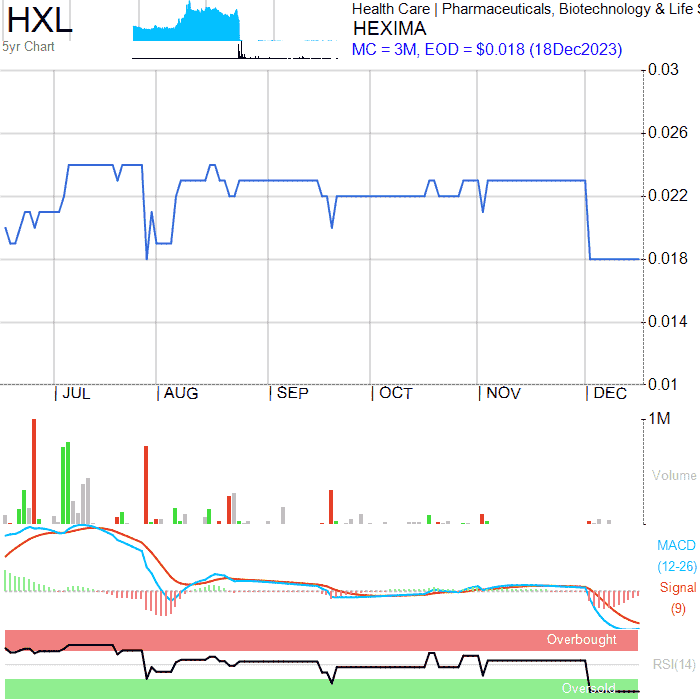 HXL
5yr Chart
Health Care | Pharmaceuticals, Biotechnology & Life S
HEXIMA
MC = 3M, EOD = $0.018 (18Dec2023)
0.03
0.026
0.022
0.018
0.014
0.01
JUL AUG SEP OCT NOV DEC
1M
Volume
MACD
(12-26)
Signal
(9)
Overbought
RSI(14)
Oversold